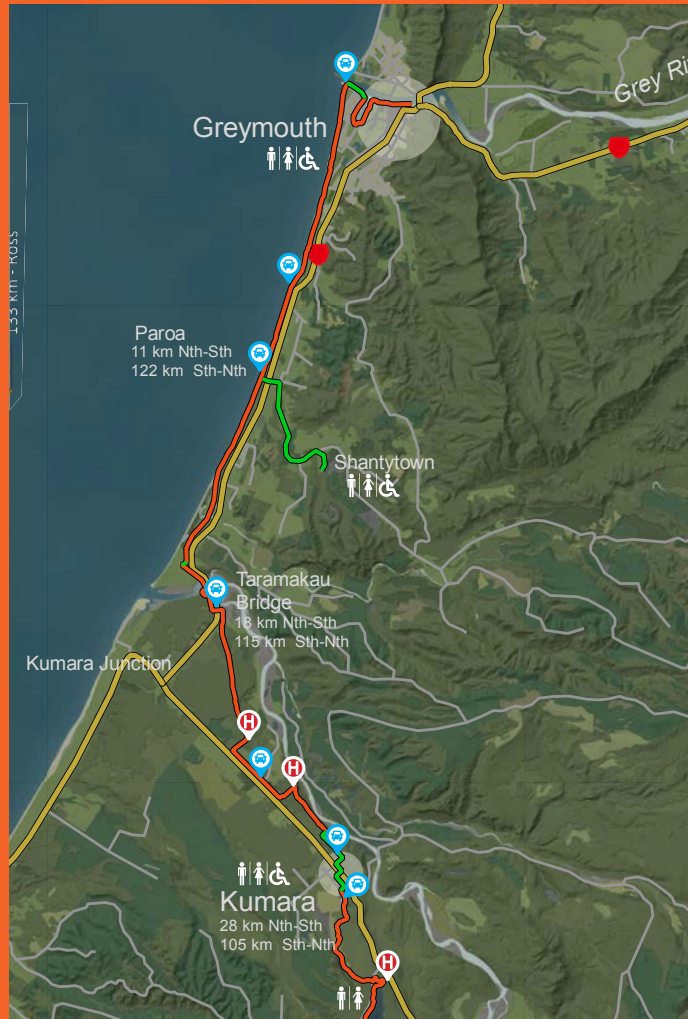 Grey Ri
Greymouth
133 km - Ross
Paroa
11 km Nth-Sth
122 km Sth-Nth
Shantytown
Taramakau
Bridge
18 km Nth-Sth
115 km Sth-Nth
Kumara Junction
H
H
Kumara
28 km Nth-Sth
105 km Sth-Nth
H